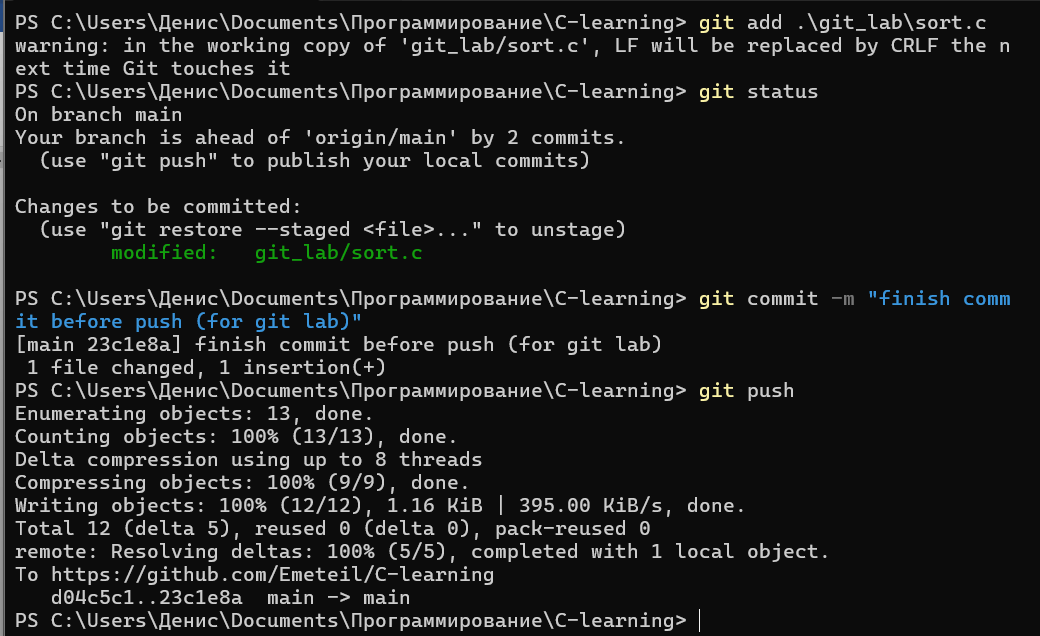 PS C:\Users\Денис\Documents\Программирование\C-learning> git add .\git_lab\sort.c
warning: in the working copy of 'git_lab/sort.c', LF will be replaced by CRLF the n
ext time Git touches it
PS C:\Users\Денис\Documents\Программирование\C-learning> git status
On branch main
Your branch is ahead of 'origin/main' by 2 commits.
  (use "git push" to publish your local commits)

Changes to be committed:
  (use "git restore --staged <file>..." to unstage)
        modified:   git_lab/sort.c

PS C:\Users\Денис\Documents\Программирование\C-learning> git commit -m "finish comm
it before push (for git lab)"
[main 23c1e8a] finish commit before push (for git lab)
 1 file changed, 1 insertion(+)
PS C:\Users\Денис\Documents\Программирование\C-learning> git push
Enumerating objects: 13, done.
Counting objects: 100% (13/13), done.
Delta compression using up to 8 threads
Compressing objects: 100% (9/9), done.
Writing objects: 100% (12/12), 1.16 KiB | 395.00 KiB/s, done.
Total 12 (delta 5), reused 0 (delta 0), pack-reused 0
remote: Resolving deltas: 100% (5/5), completed with 1 local object.
To https://github.com/Emeteil/C-learning
   d04c5c1..23c1e8a  main -> main
PS C:\Users\Денис\Documents\Программирование\C-learning>